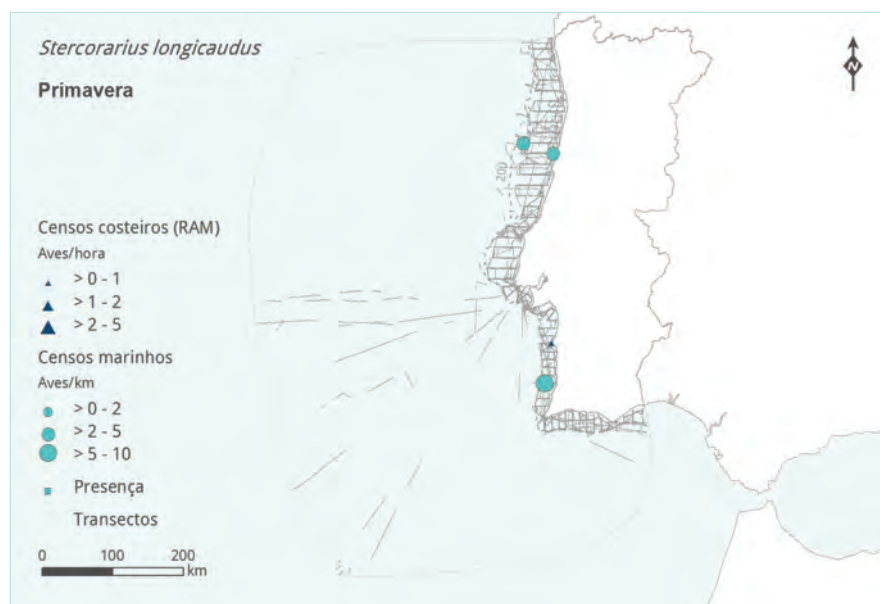 Stercorarius longicaudus
Primavera
N
200
Censos costeiros (RAM)
Aves/hora
> 0 - 1
> 1 - 2
> 2 - 5
Censos marinhos
Aves/km
> 0 - 2
> 2 - 5
> 5 - 10
Presença
Transectos
0 100 200
km